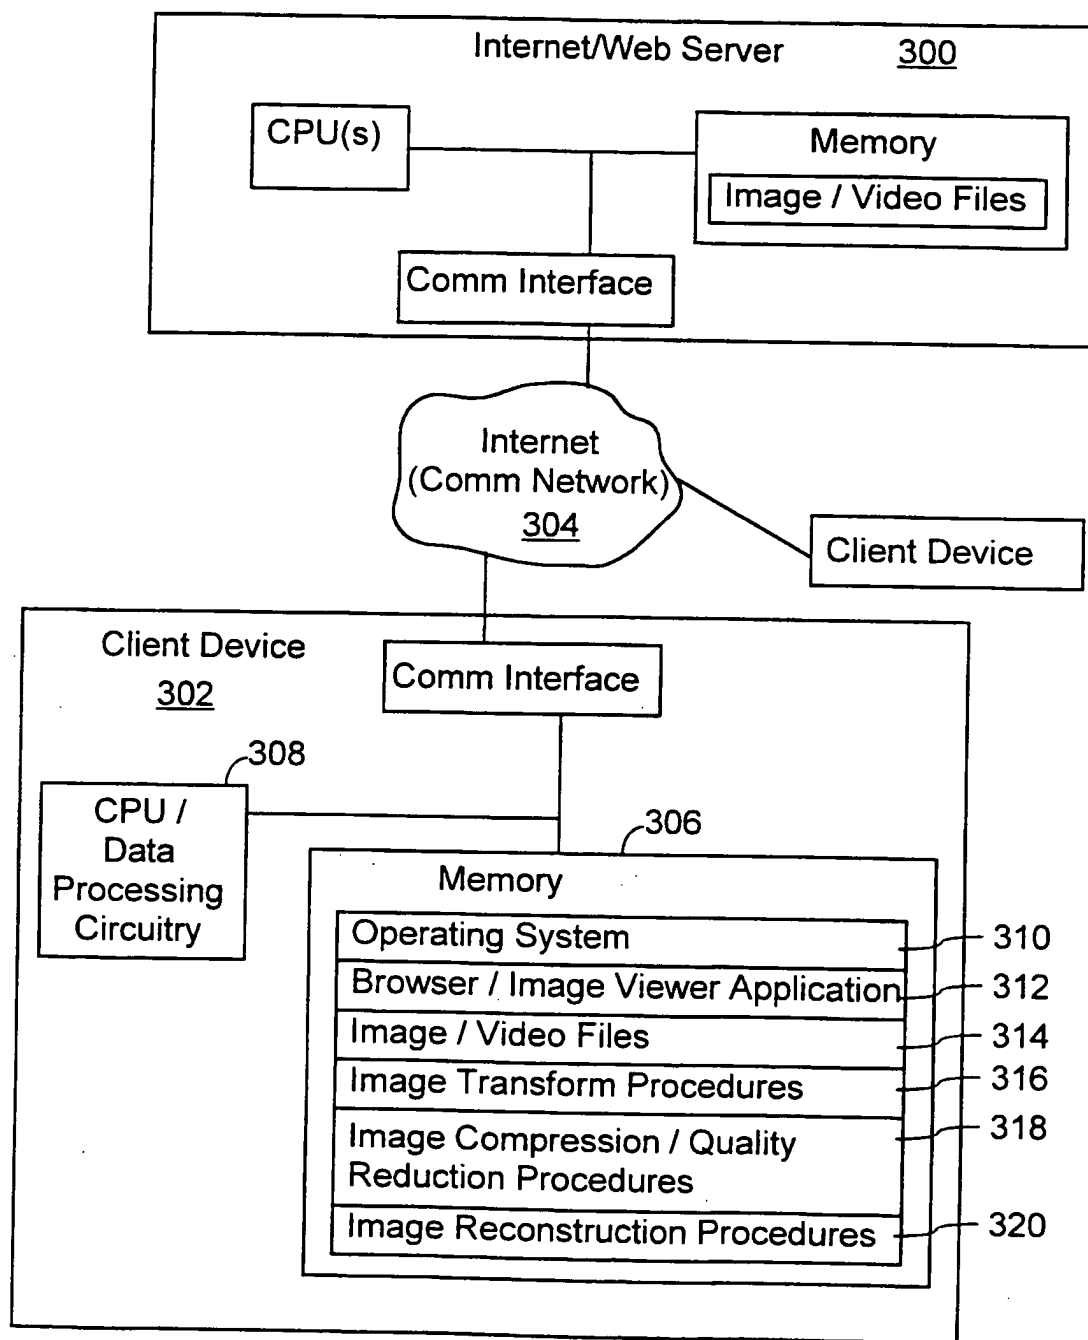 Internet/Web Server 300
CPU(s)
Memory
Image / Video Files
Comm Interface
Internet
(Comm Network)
304
Client Device
Client Device
302
Comm Interface
308
CPU /
Data
Processing
Circuitry
306
Memory
Operating System 310
Browser / Image Viewer Application 312
Image / Video Files 314
Image Transform Procedures 316
Image Compression / Quality 318
Reduction Procedures
Image Reconstruction Procedures 320